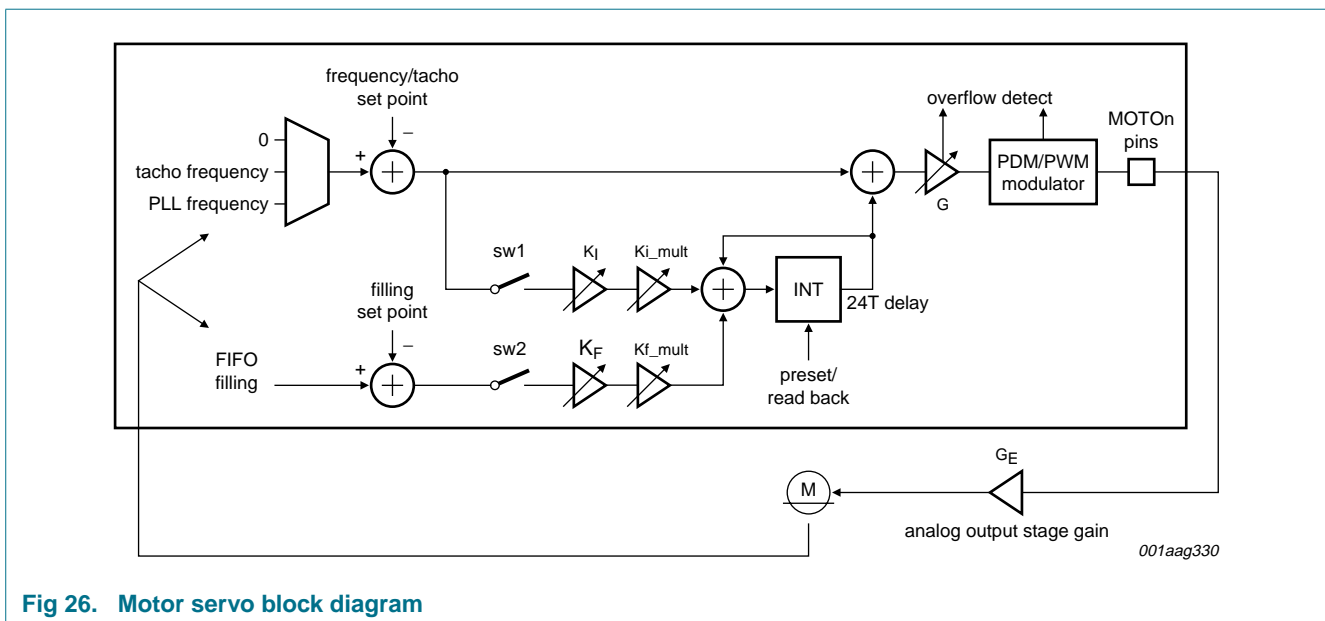 frequency/tacho
set point
–
0
tacho frequency
PLL frequency
+
+
+
overflow detect
G
PDM/PWM
modulator
MOTOn
pins
sw1
KI
Ki_mult
+
INT
24T delay
preset/
read back
filling
set point
–
FIFO
filling
+
+
sw2
KF
Kf_mult
M
GE
analog output stage gain
001aag330
Fig 26. Motor servo block diagram